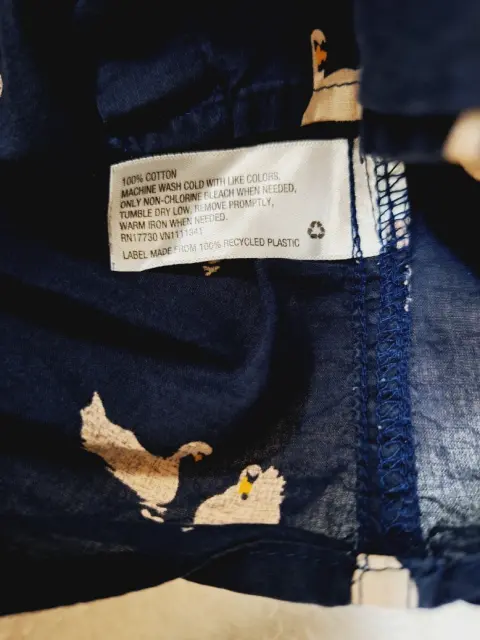 100% COTTON
MACHINE WASH COLD WITH LIKE COLORS,
ONLY NON-CHLORINE BLEACH WHEN NEEDED,
TUMBLE DRY LOW, REMOVE PROMPTLY,
WARM IRON WHEN NEEDED.
RN17730 VN1111841
LABEL MADE FROM 100% RECYCLED PLASTIC